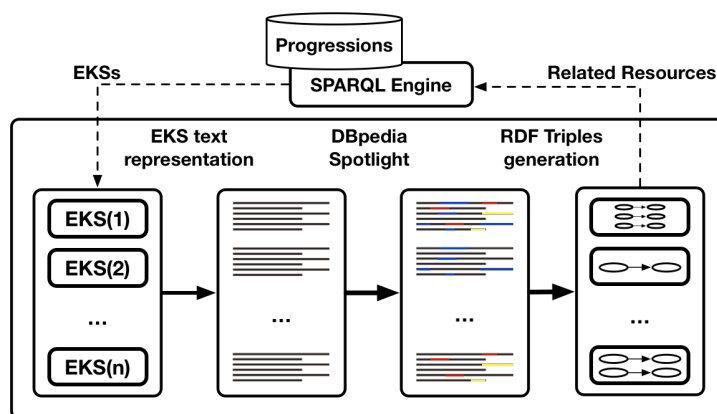 Progressions
EKSs
SPARQL Engine
Related Resources
EKS text
representation
DBpedia
Spotlight
RDF Triples
generation
EKS(1)
EKS(2)
...
EKS(n)
...
...
...